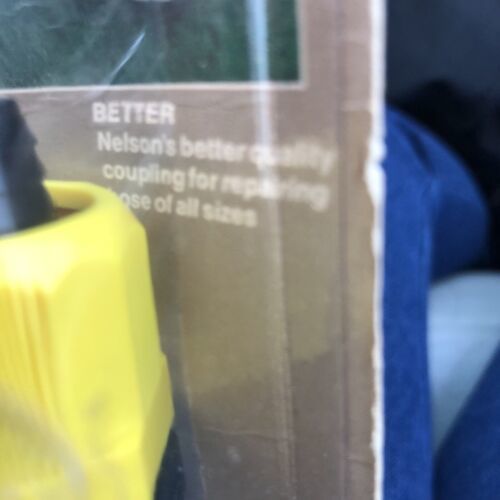 BETTER
Nelson's better quality
coupling for repairing
hose of all sizes